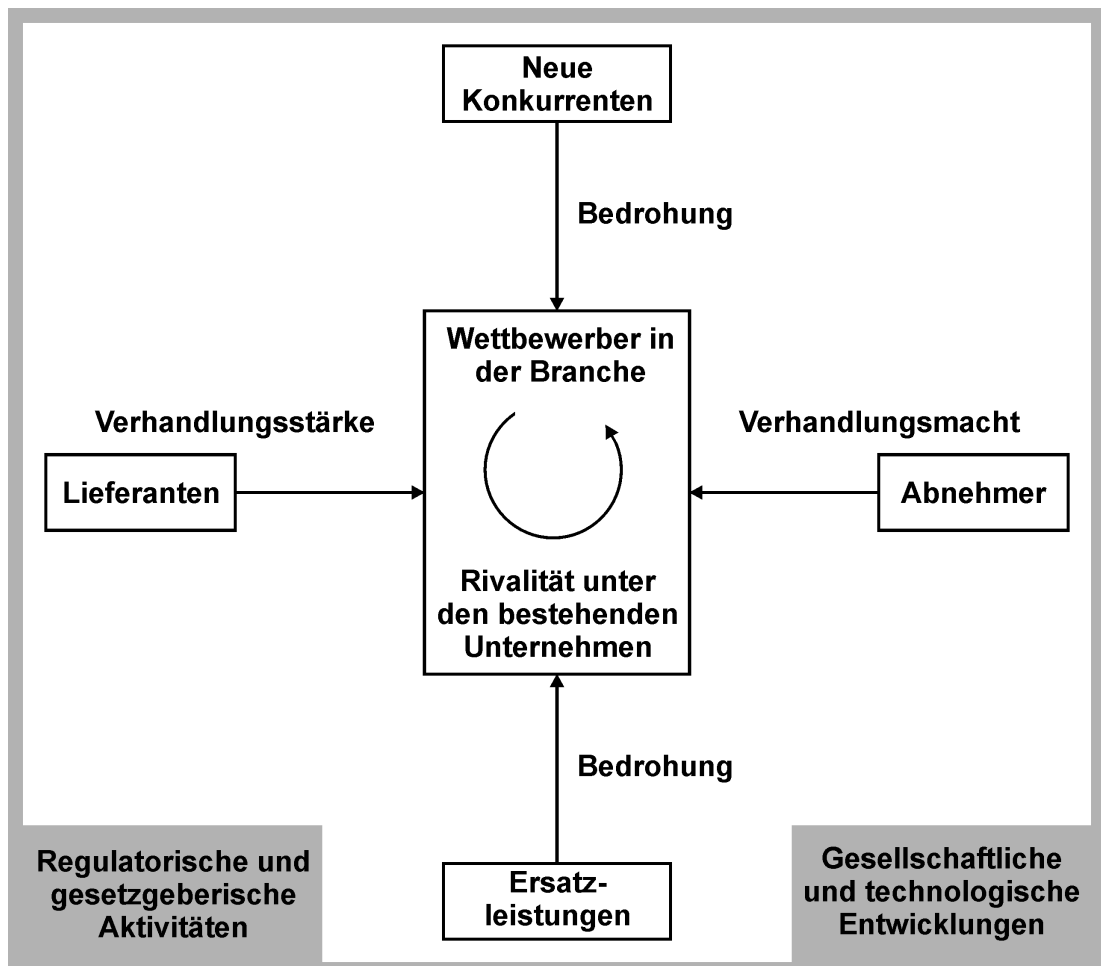 Neue
Konkurrenten
Bedrohung
Wettbewerber in
der Branche
Verhandlungsstärke
Verhandlungsmacht
Lieferanten
Abnehmer
Rivalität unter
den bestehenden
Unternehmen
Bedrohung
Regulatorische und
gesetzgeberische
Aktivitäten
Ersatz-
leistungen
Gesellschaftliche
und technologische
Entwicklungen